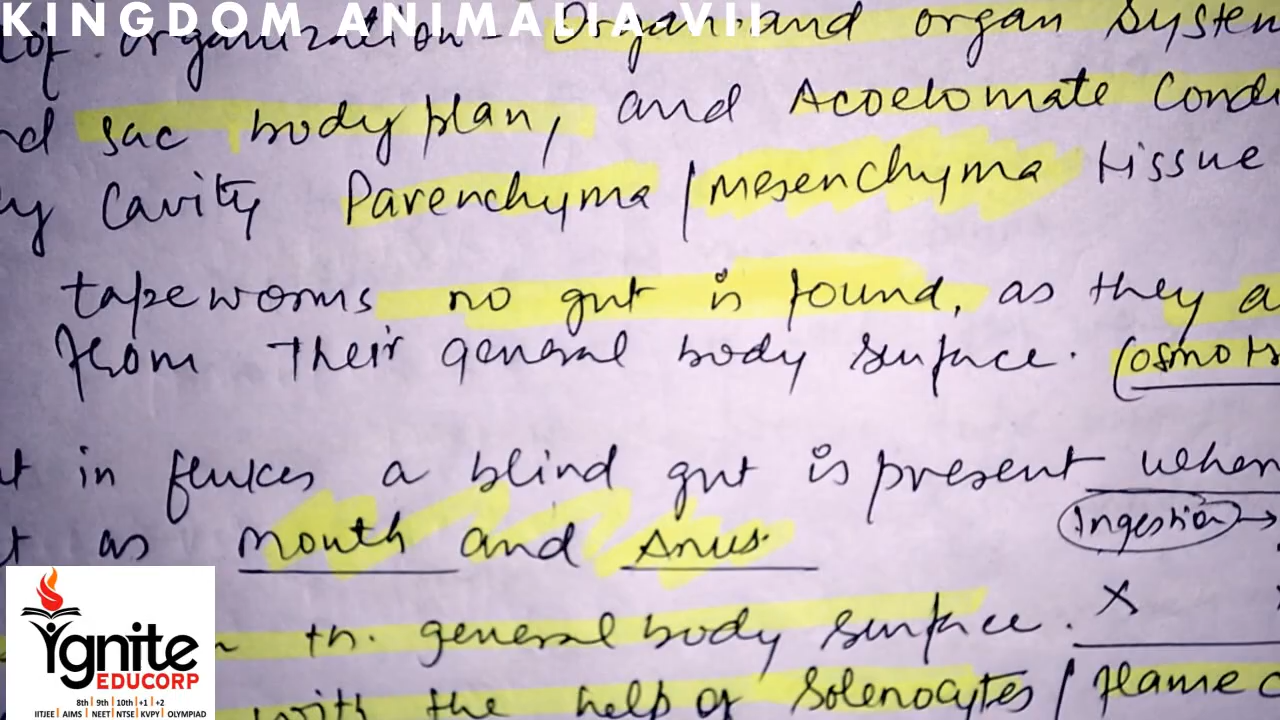 KINGDOM ANIMALIA-VII
of organization - Organ and organ system
nd sac body plan, and Acoelomate Condi
y Cavity Parenchyma / mesenchyma tissue
tapeworms no gut is found, as they a
from Their general body surface. (osmotr
t in flukes a blind gut is present when
t as mouth and Anus.
Ingestion →
th. general body surface. X
with the help of Solenocytes / flame c
Ygnite
EDUCORP
8th | 9th | 10th | +1 | +2
IITJEE | AIMS | NEET | NTSE | KVPY | OLYMPIAD